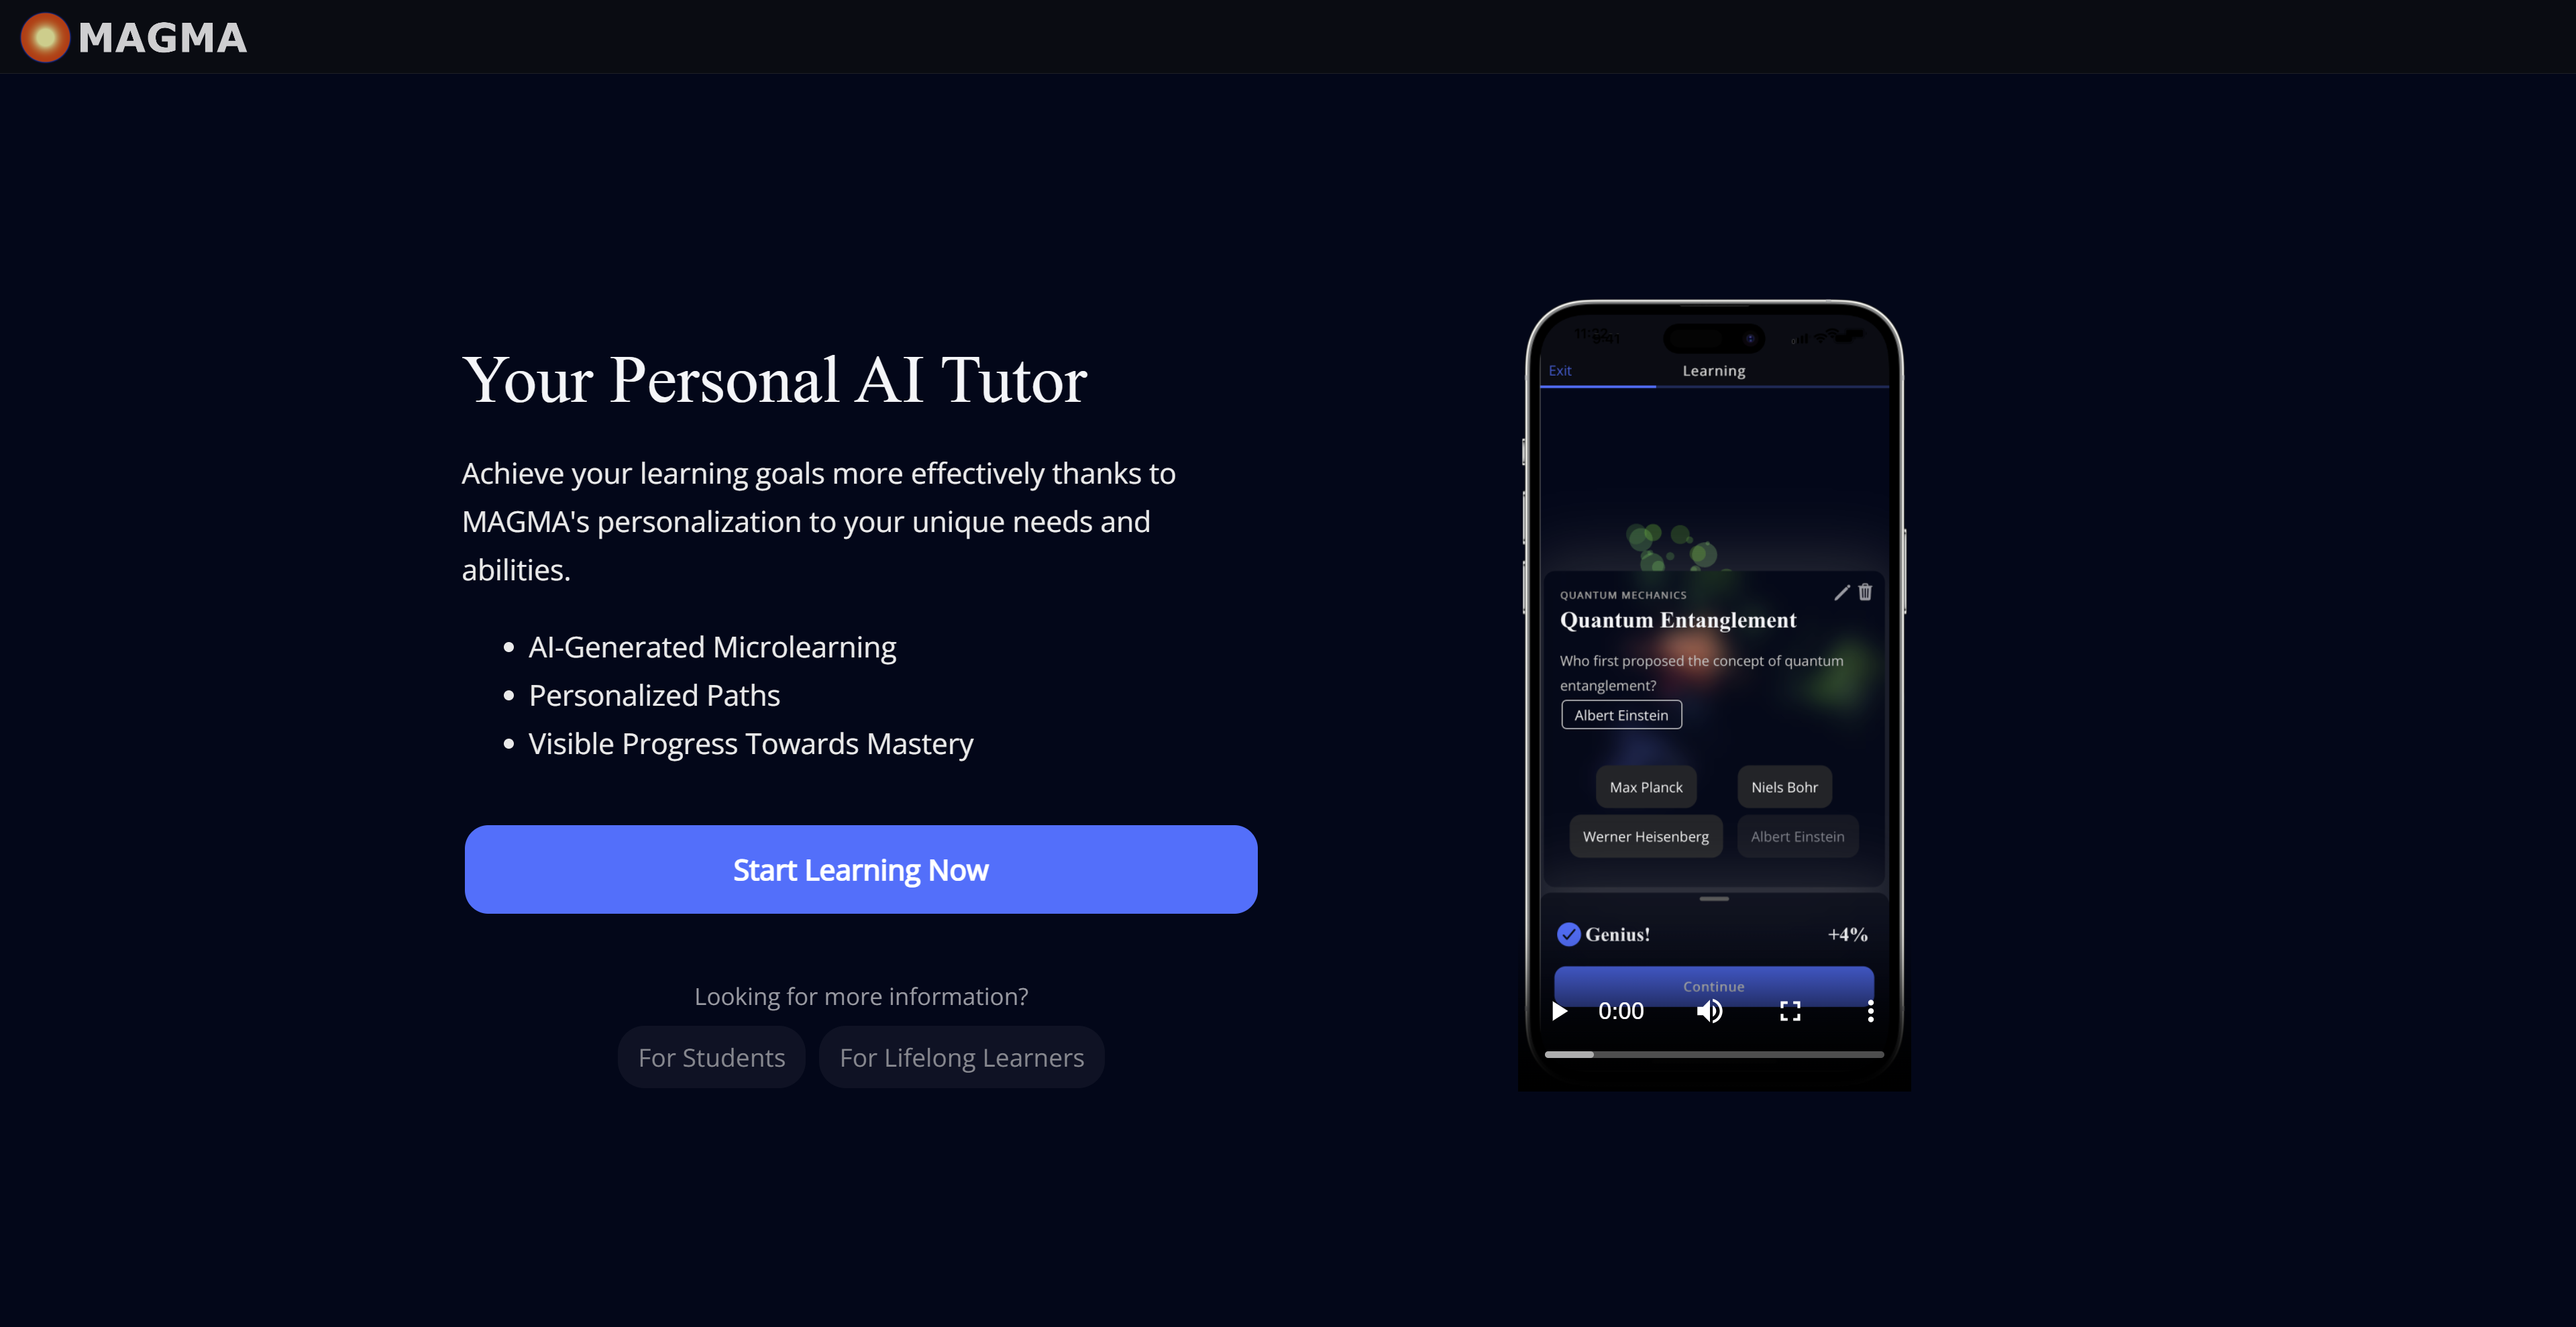 MAGMA
Your Personal AI Tutor
Achieve your learning goals more effectively thanks to
MAGMA's personalization to your unique needs and
abilities.
AI-Generated Microlearning
Personalized Paths
Visible Progress Towards Mastery
Start Learning Now
Looking for more information?
For Students
For Lifelong Learners
Exit
Learning
QUANTUM MECHANICS
Quantum Entanglement
Who first proposed the concept of quantum
entanglement?
Albert Einstein
Max Planck
Niels Bohr
Werner Heisenberg
Albert Einstein
Genius!
+4%
Continue
0:00